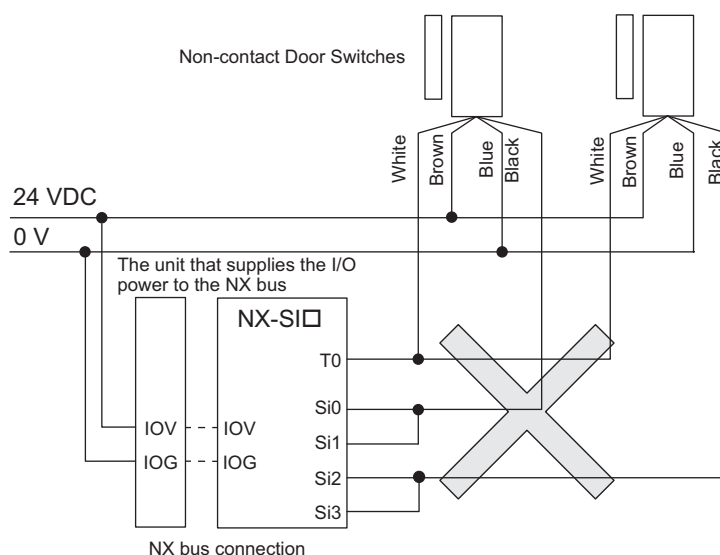 Non-contact Door Switches
White
Brown
Blue
Black
White
Brown
Blue
Black
24 VDC
0 V
The unit that supplies the I/O
power to the NX bus
NX-SI□
T0
Si0
Si1
Si2
Si3
IOV
IOV
IOG
IOG
NX bus connection